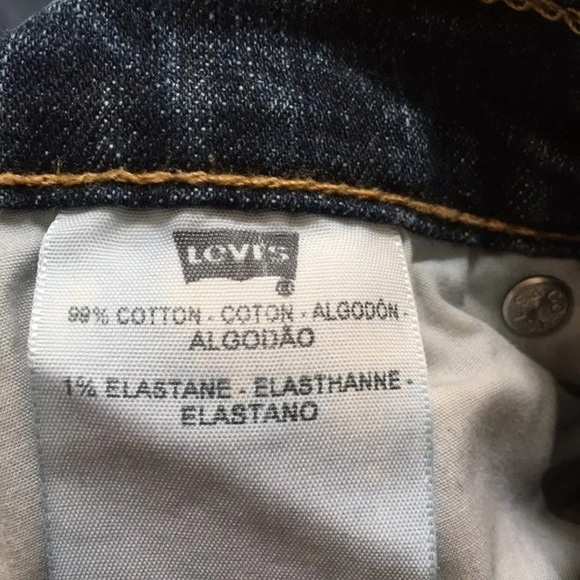 LEVI'S
®
99% COTTON - COTON - ALGODÓN -
ALGODÃO
1% ELASTANE - ELASTHANNE -
ELASTANO